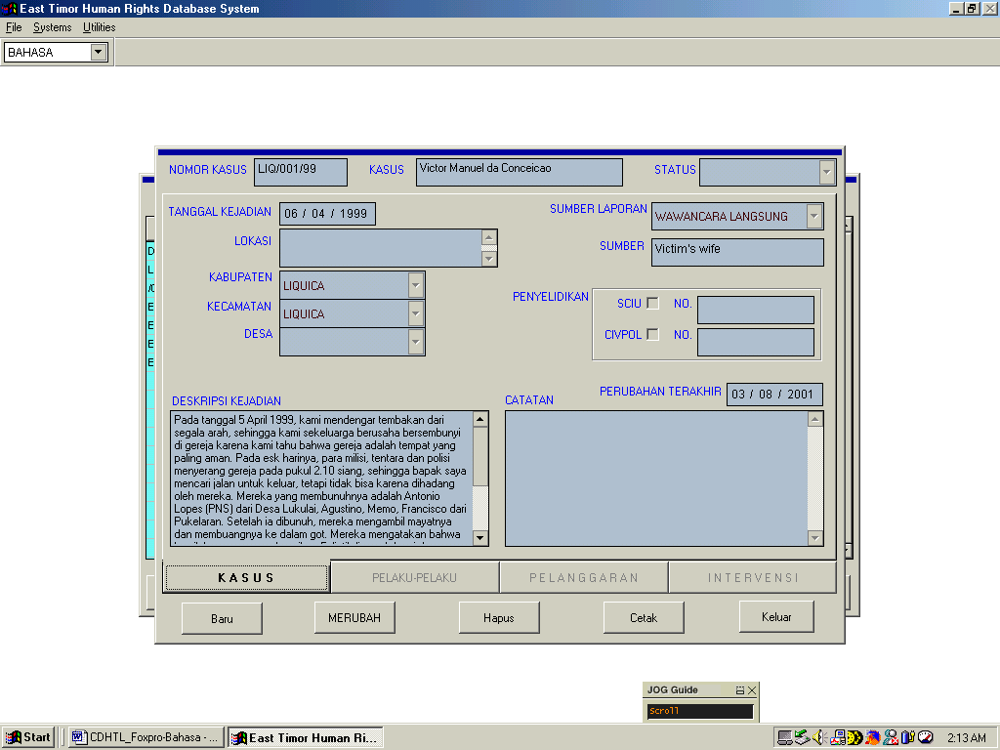 East Timor Human Rights Database System
File Systems Utilities
BAHASA
NOMOR KASUS LIQ/001/99 KASUS Victor Manuel da Conceicao STATUS
TANGGAL KEJADIAN 06 / 04 / 1999 SUMBER LAPORAN WAWANCARA LANGSUNG
LOKASI SUMBER Victim's wife
KABUPATEN LIQUICA
PENYELIDIKAN SCIU NO.
KECAMATAN LIQUICA
DESA CIVPOL NO.
PERUBAHAN TERAKHIR 03 / 08 / 2001
DESKRIPSI KEJADIAN CATATAN
Pada tanggal 5 April 1999, kami mendengar tembakan dari
segala arah, sehingga kami sekeluarga berusaha bersembunyi
di gereja karena kami tahu bahwa gereja adalah tempat yang
paling aman. Pada esk harinya, para milisi, tentara dan polisi
menyerang gereja pada pukul 2.10 siang, sehingga bapak saya
mencari jalan untuk keluar, tetapi tidak bisa karena dihadang
oleh mereka. Mereka yang membunuhnya adalah Antonio
Lopes (PNS) dari Desa Lukulai, Agustino, Memo, Francisco dari
Pukelaran. Setelah ia dibunuh, mereka mengambil mayatnya
dan membuangnya ke dalam got. Mereka mengatakan bahwa
KASUS PELAKU-PELAKU PELANGGARAN INTERVENSI
Baru MERUBAH Hapus Cetak Keluar
D
L
/C
E
E
E
E
JOG Guide
scroll
Start CDHTL_Foxpro-Bahasa - ... East Timor Human Ri... 2:13 AM